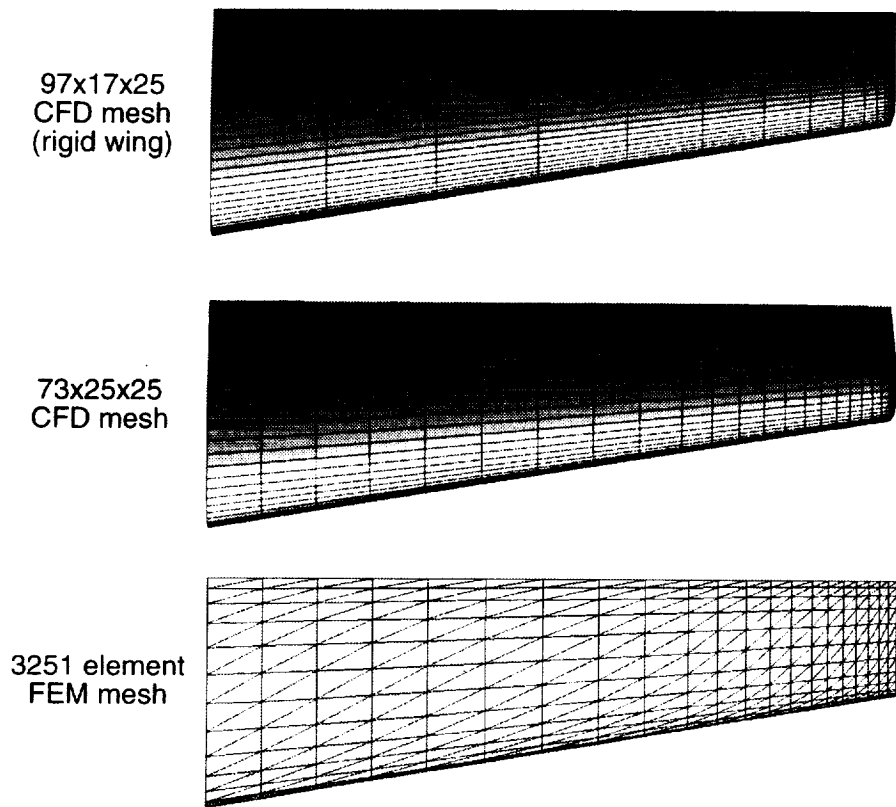 97x17x25
CFD mesh
(rigid wing)
73x25x25
CFD mesh
3251 element
FEM mesh